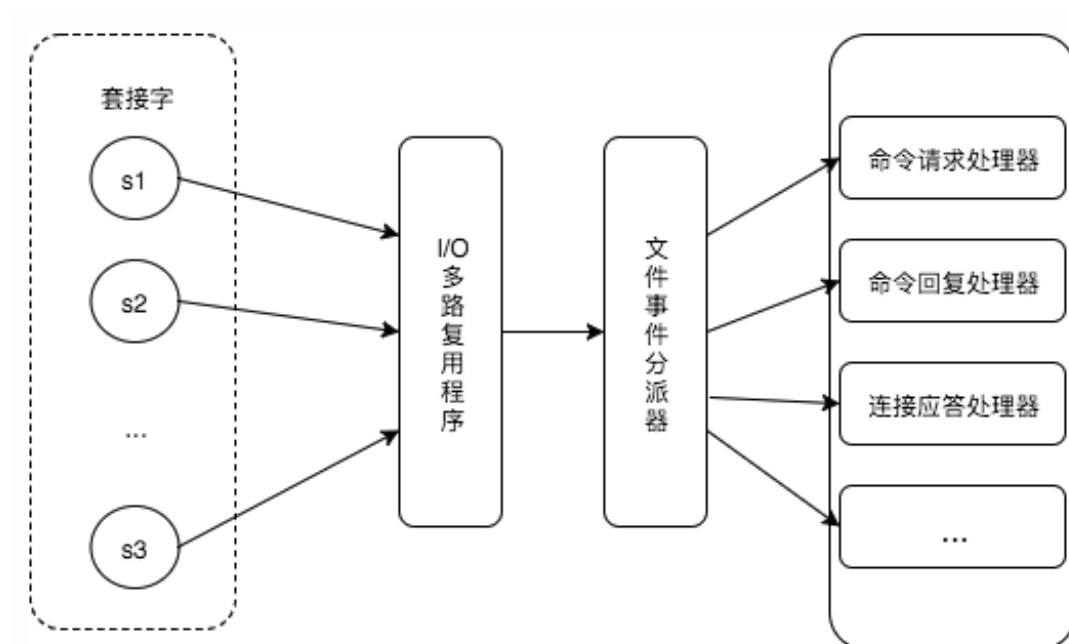 套接字
s1
s2
...
s3
I/O多路复用程序
文件事件分派器
命令请求处理器
命令回复处理器
连接应答处理器
...